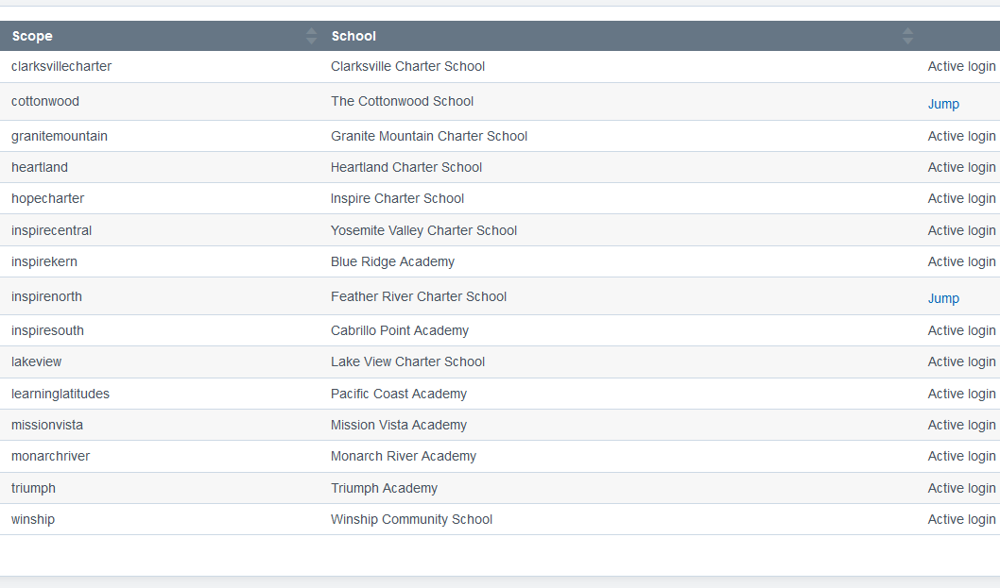 Scope School
clarksvillecharter Clarksville Charter School Active login
cottonwood The Cottonwood School Jump
granitemountain Granite Mountain Charter School Active login
heartland Heartland Charter School Active login
hopecharter Inspire Charter School Active login
inspirecentral Yosemite Valley Charter School Active login
inspirekern Blue Ridge Academy Active login
inspirenorth Feather River Charter School Jump
inspiresouth Cabrillo Point Academy Active login
lakeview Lake View Charter School Active login
learninglatitudes Pacific Coast Academy Active login
missionvista Mission Vista Academy Active login
monarchriver Monarch River Academy Active login
triumph Triumph Academy Active login
winship Winship Community School Active login